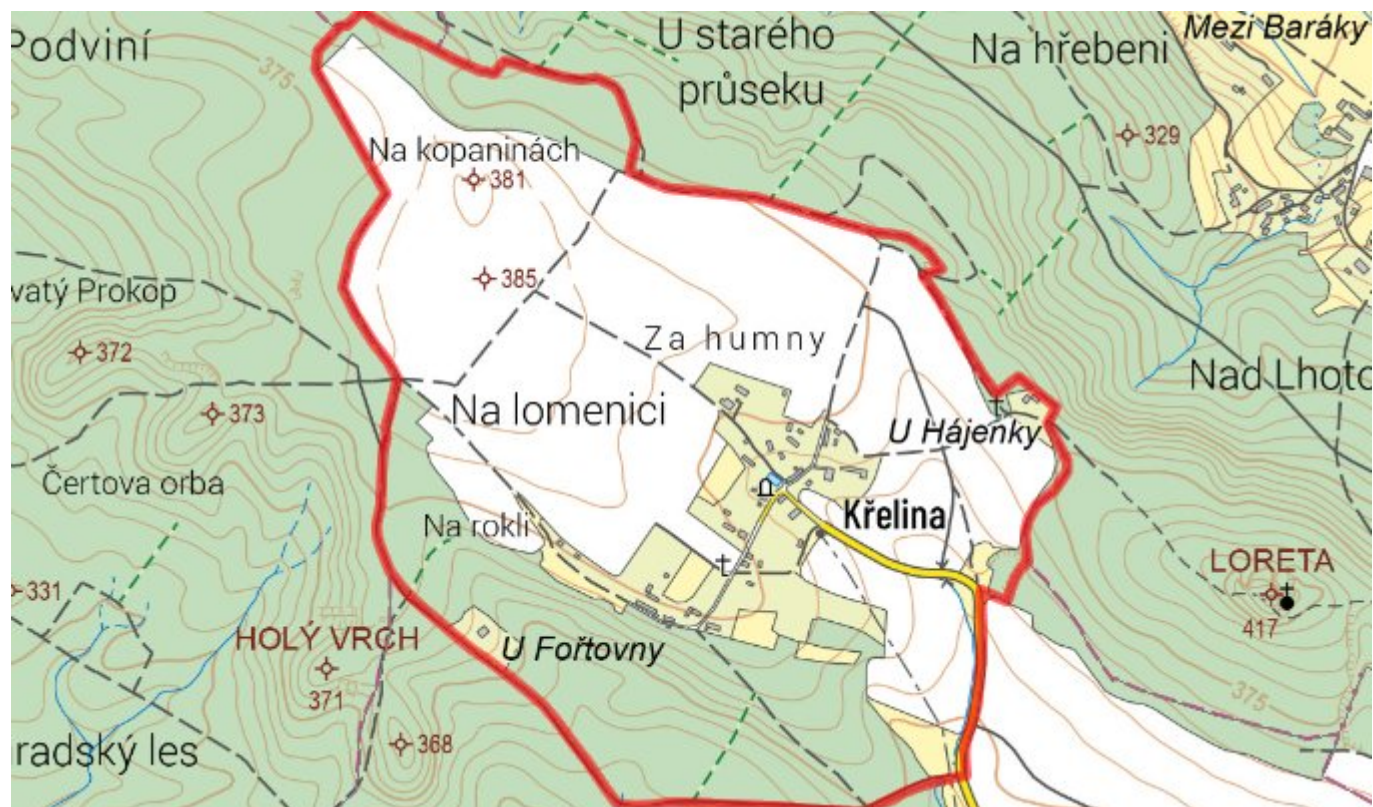 Podviní
U starého
průseku
Na hřebeni
Mezi Baráky
375
Na kopaninách
381
329
385
vatý Prokop
372
Za humny
Nad Lhoto
373
Na lomenici
U Hájenky
Čertova orba
Na rokli
Křelina
LORETA
331
417
HOLÝ VRCH
U Fořtovny
371
375
368
radský les